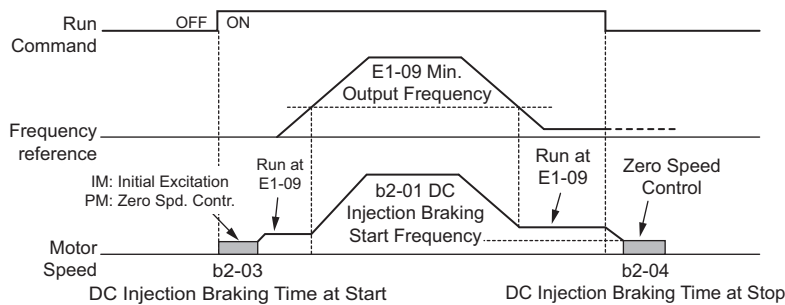 Run
Command
OFF
ON
E1-09 Min.
Output Frequency
Frequency
reference
IM: Initial Excitation
PM: Zero Spd. Contr.
Run at
E1-09
b2-01 DC
Injection Braking
Start Frequency
Run at
E1-09
Zero Speed
Control
Motor
Speed
b2-03
DC Injection Braking Time at Start
b2-04
DC Injection Braking Time at Stop